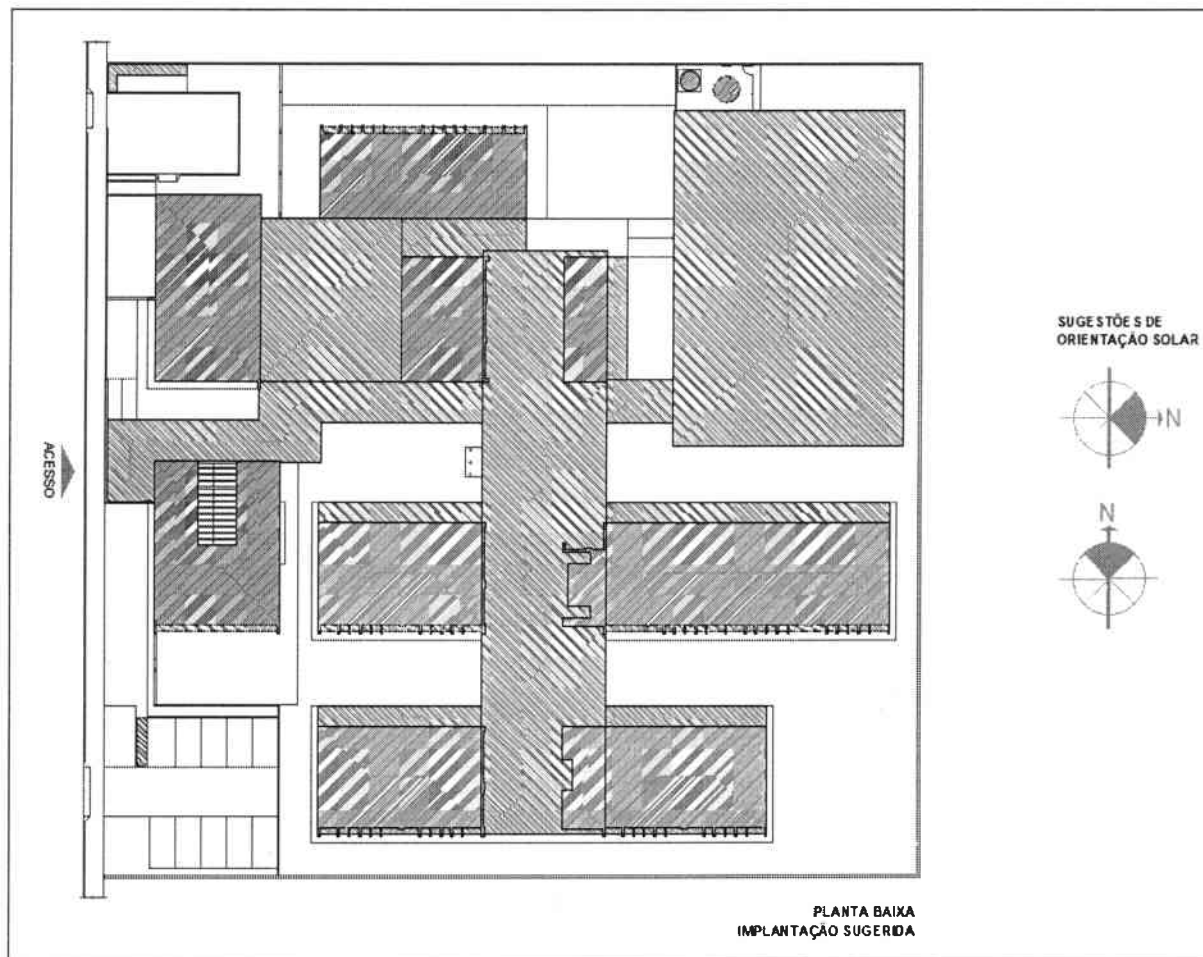 ACESSO
SUGESTÕES DE
ORIENTAÇÃO SOLAR
N
N
PLANTA BAIXA
IMPLANTAÇÃO SUGERIDA